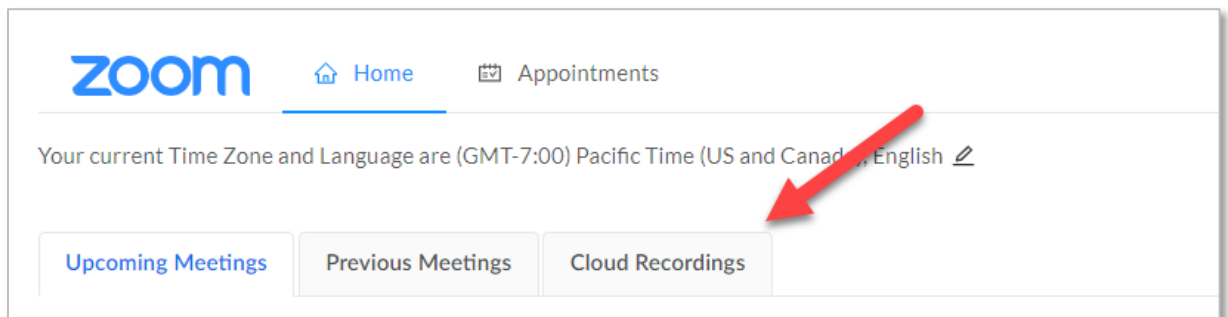 zoom Home Appointments
Your current Time Zone and Language are (GMT-7:00) Pacific Time (US and Canada), English
Upcoming Meetings Previous Meetings Cloud Recordings